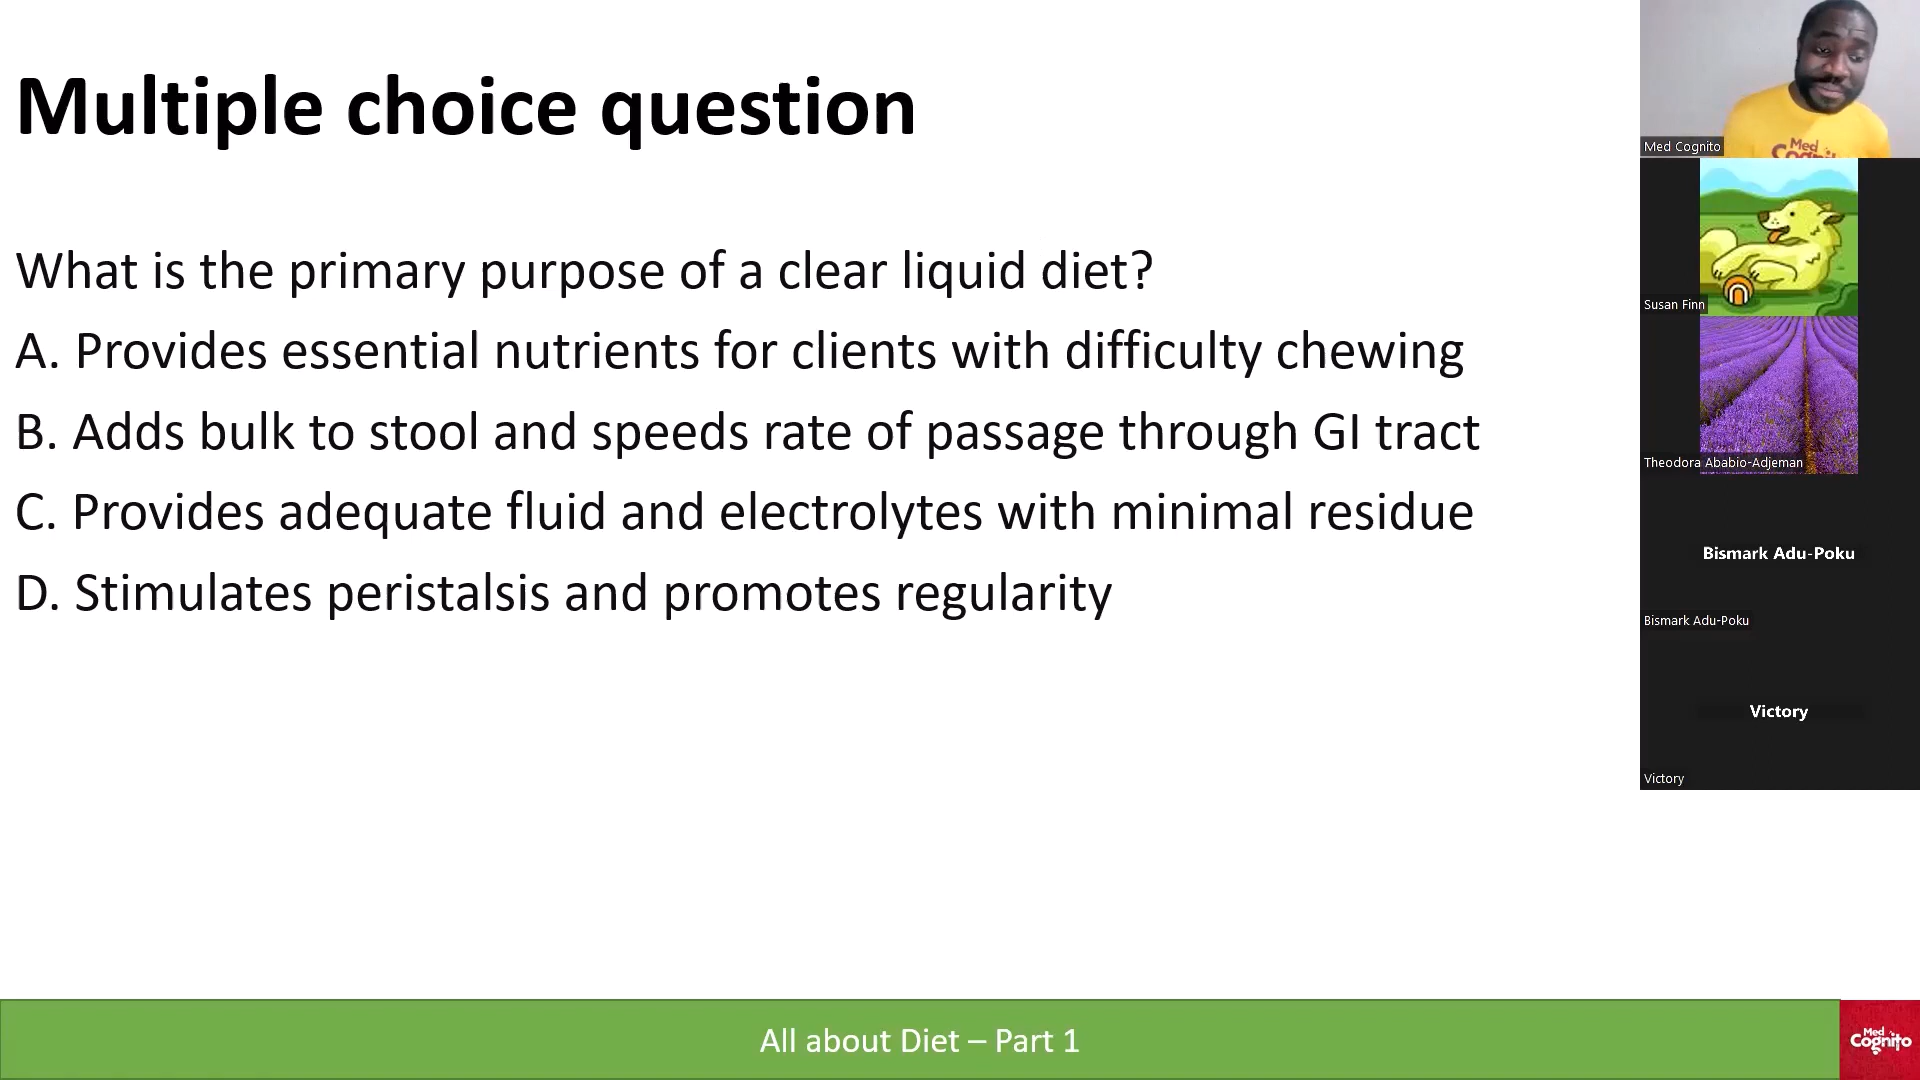 Multiple choice question
What is the primary purpose of a clear liquid diet?
A. Provides essential nutrients for clients with difficulty chewing
B. Adds bulk to stool and speeds rate of passage through GI tract
C. Provides adequate fluid and electrolytes with minimal residue
D. Stimulates peristalsis and promotes regularity
Med
Cognito
Med Cognito
Susan Finn
Theodora Ababio-Adjeman
Bismark Adu-Poku
Bismark Adu-Poku
Victory
Victory
All about Diet – Part 1
Med
Cognito